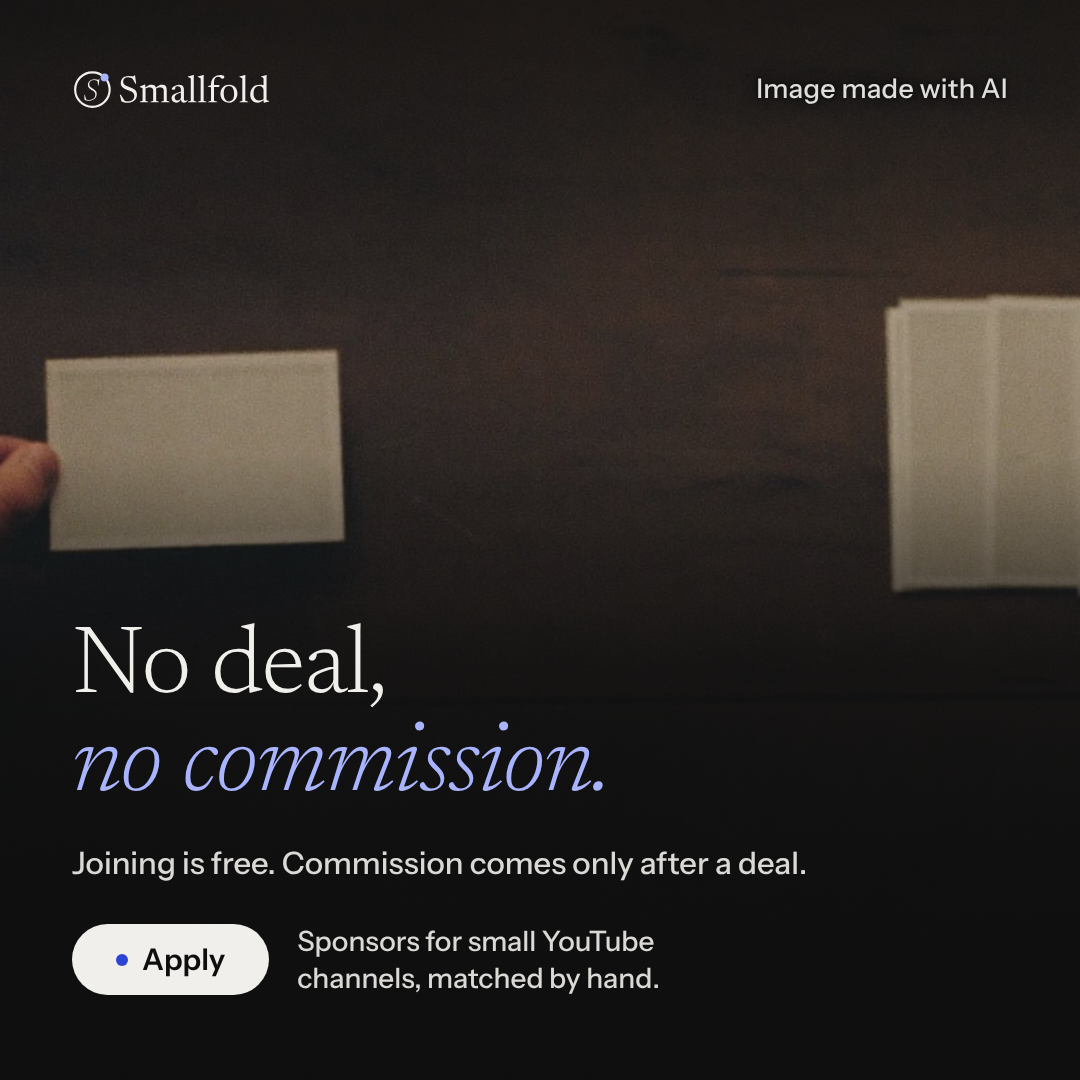 Smallfold
Image made with AI
No deal,
no commission.
Joining is free. Commission comes only after a deal.
Apply
Sponsors for small YouTube
channels, matched by hand.